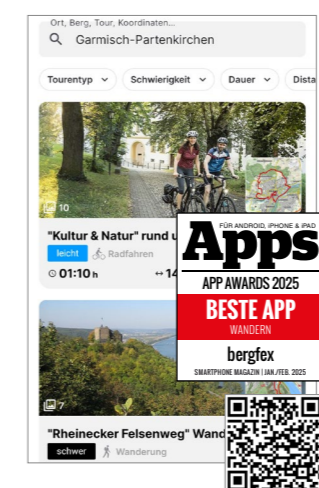 Ort, Berg, Tour, Koordinaten...
Garmisch-Partenkirchen
Tourentyp
Schwierigkeit
Dauer
Dista
10
"Kultur & Natur" rund u
leicht
Radfahren
01:10 h
↔ 14
FÜR ANDROID, IPHONE & IPAD
Apps
APP AWARDS 2025
BESTE APP
WANDERN
bergfex
SMARTPHONE MAGAZIN | JAN./FEB. 2025
7
"Rheinecker Felsenweg" Wand
schwer
Wanderung